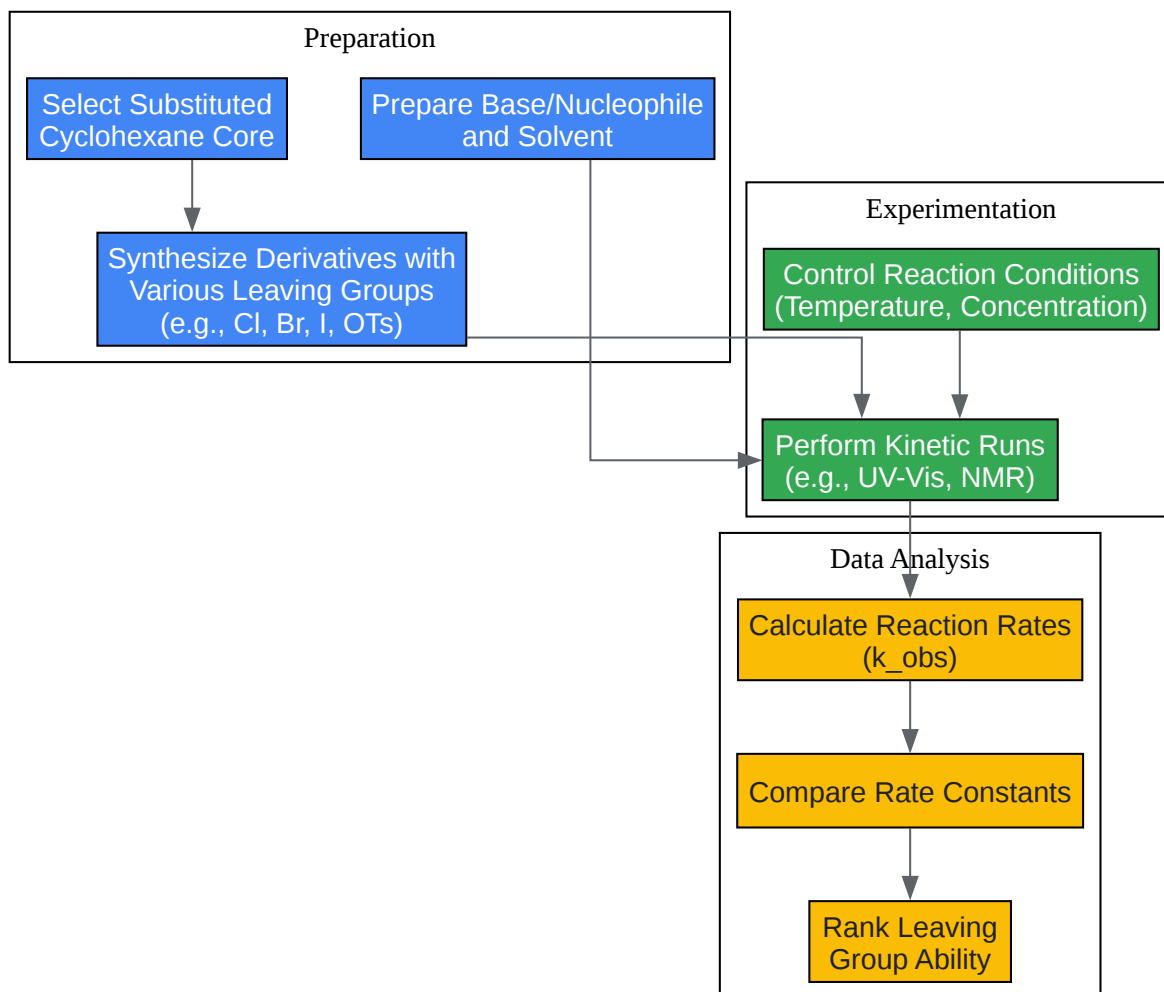 Preparation
Select Substituted
Cyclohexane Core
Prepare Base/Nucleophile
and Solvent
Synthesize Derivatives with
Various Leaving Groups
(e.g., Cl, Br, I, OTs)
Experimentation
Control Reaction Conditions
(Temperature, Concentration)
Perform Kinetic Runs
(e.g., UV-Vis, NMR)
Data Analysis
Calculate Reaction Rates
(k_obs)
Compare Rate Constants
Rank Leaving
Group Ability